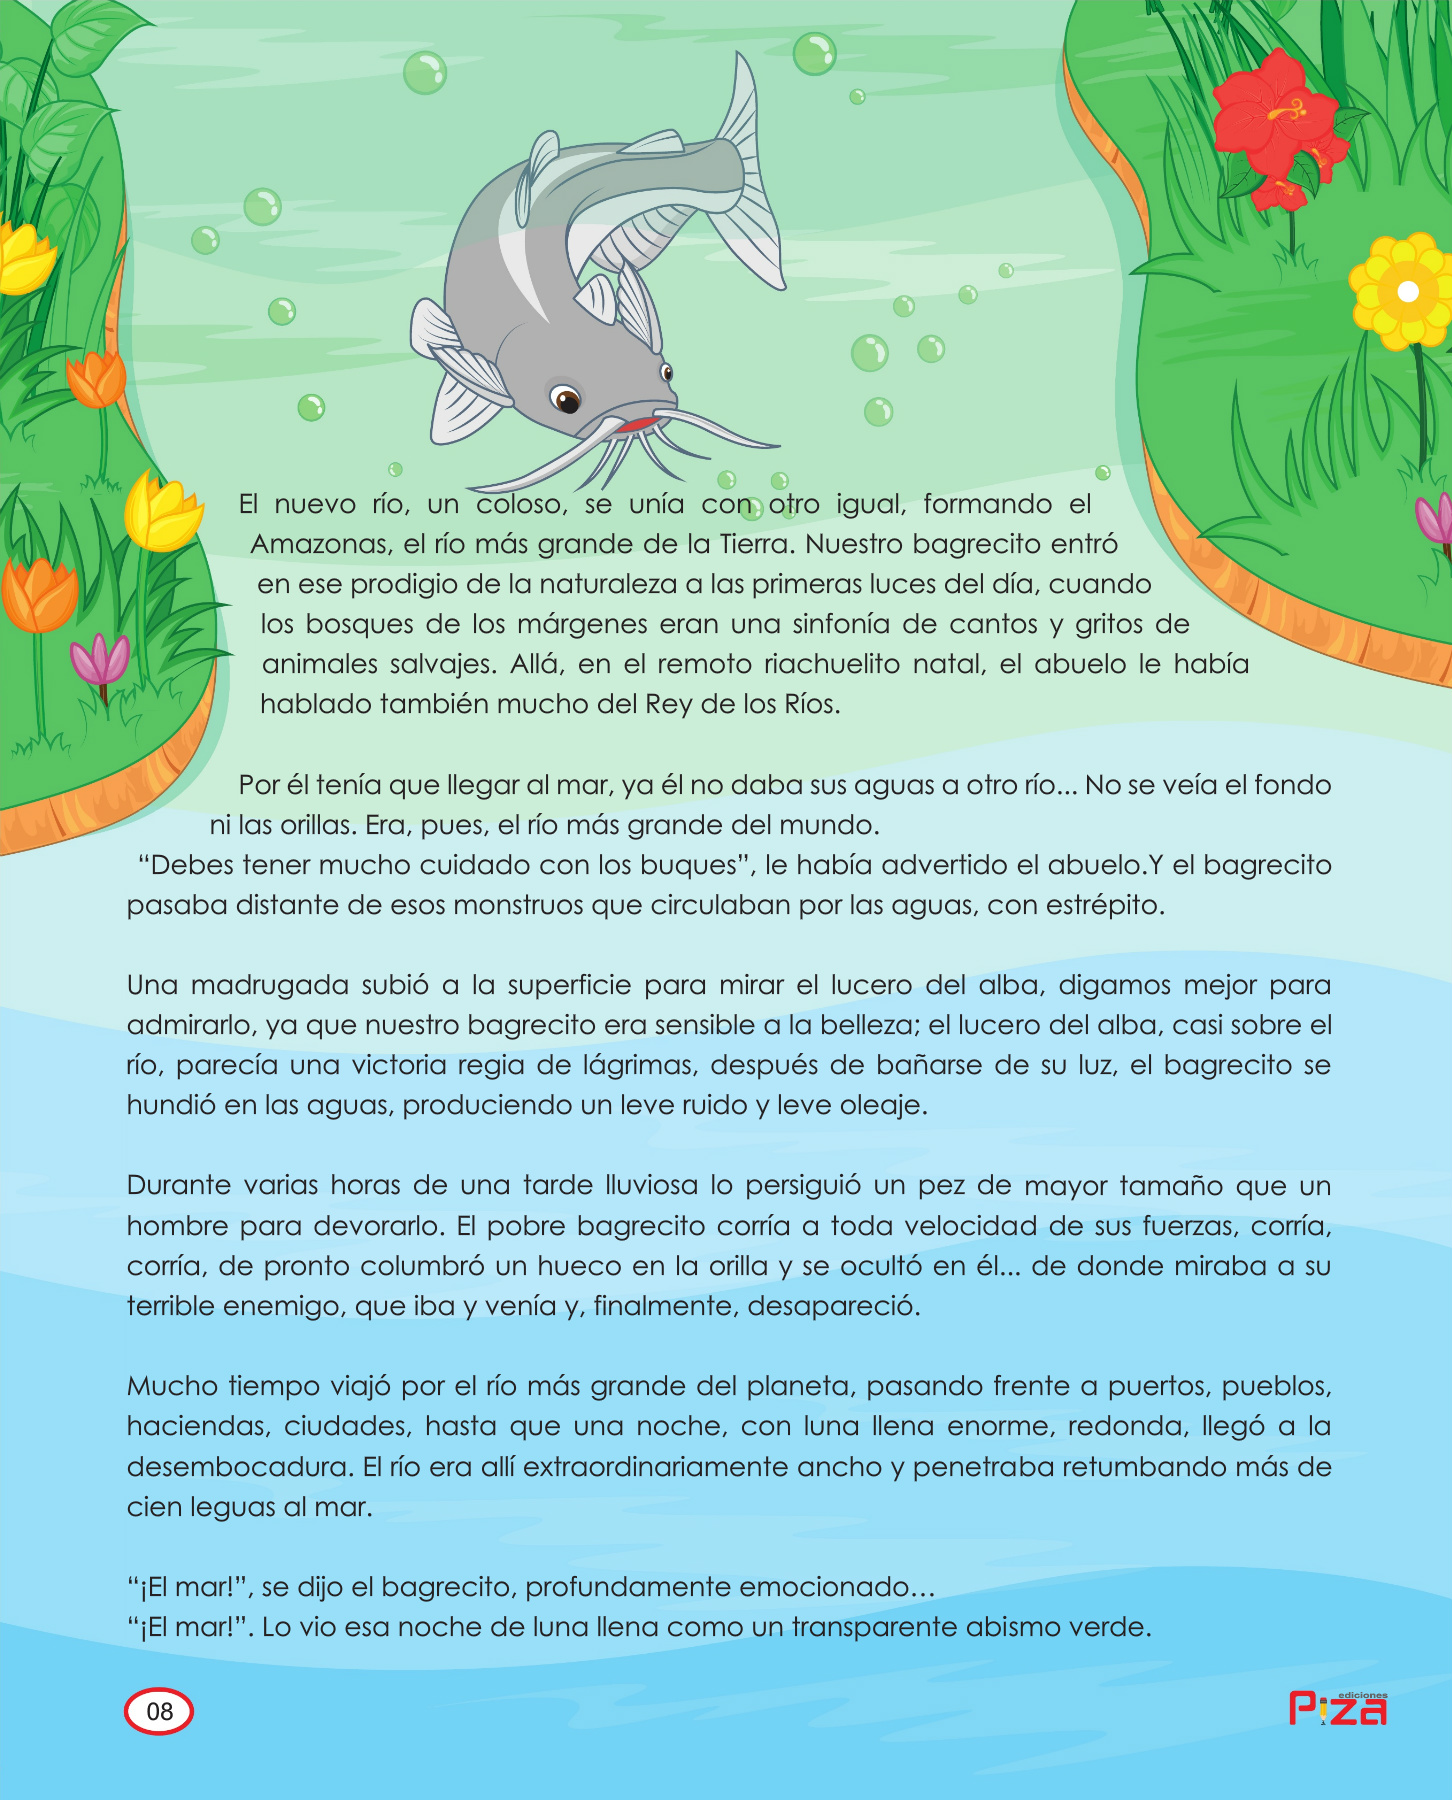 El nuevo río, un coloso, se unía con otro igual, formando el
Amazonas, el río más grande de la Tierra. Nuestro bagrecito entró
en ese prodigio de la naturaleza a las primeras luces del día, cuando
los bosques de los márgenes eran una sinfonía de cantos y gritos de
animales salvajes. Allá, en el remoto riachuelito natal, el abuelo le había
hablado también mucho del Rey de los Ríos.
Por él tenía que llegar al mar, ya él no daba sus aguas a otro río... No se veía el fondo
ni las orillas. Era, pues, el río más grande del mundo.
“Debes tener mucho cuidado con los buques”, le había advertido el abuelo.Y el bagrecito
pasaba distante de esos monstruos que circulaban por las aguas, con estrépito.
Una madrugada subió a la superficie para mirar el lucero del alba, digamos mejor para
admirarlo, ya que nuestro bagrecito era sensible a la belleza; el lucero del alba, casi sobre el
río, parecía una victoria regia de lágrimas, después de bañarse de su luz, el bagrecito se
hundió en las aguas, produciendo un leve ruido y leve oleaje.
Durante varias horas de una tarde lluviosa lo persiguió un pez de mayor tamaño que un
hombre para devorarlo. El pobre bagrecito corría a toda velocidad de sus fuerzas, corría,
corría, de pronto columbró un hueco en la orilla y se ocultó en él... de donde miraba a su
terrible enemigo, que iba y venía y, finalmente, desapareció.
Mucho tiempo viajó por el río más grande del planeta, pasando frente a puertos, pueblos,
haciendas, ciudades, hasta que una noche, con luna llena enorme, redonda, llegó a la
desembocadura. El río era allí extraordinariamente ancho y penetraba retumbando más de
cien leguas al mar.
“¡El mar!”, se dijo el bagrecito, profundamente emocionado…
“¡El mar!”. Lo vio esa noche de luna llena como un transparente abismo verde.
08
ediciones
Piza